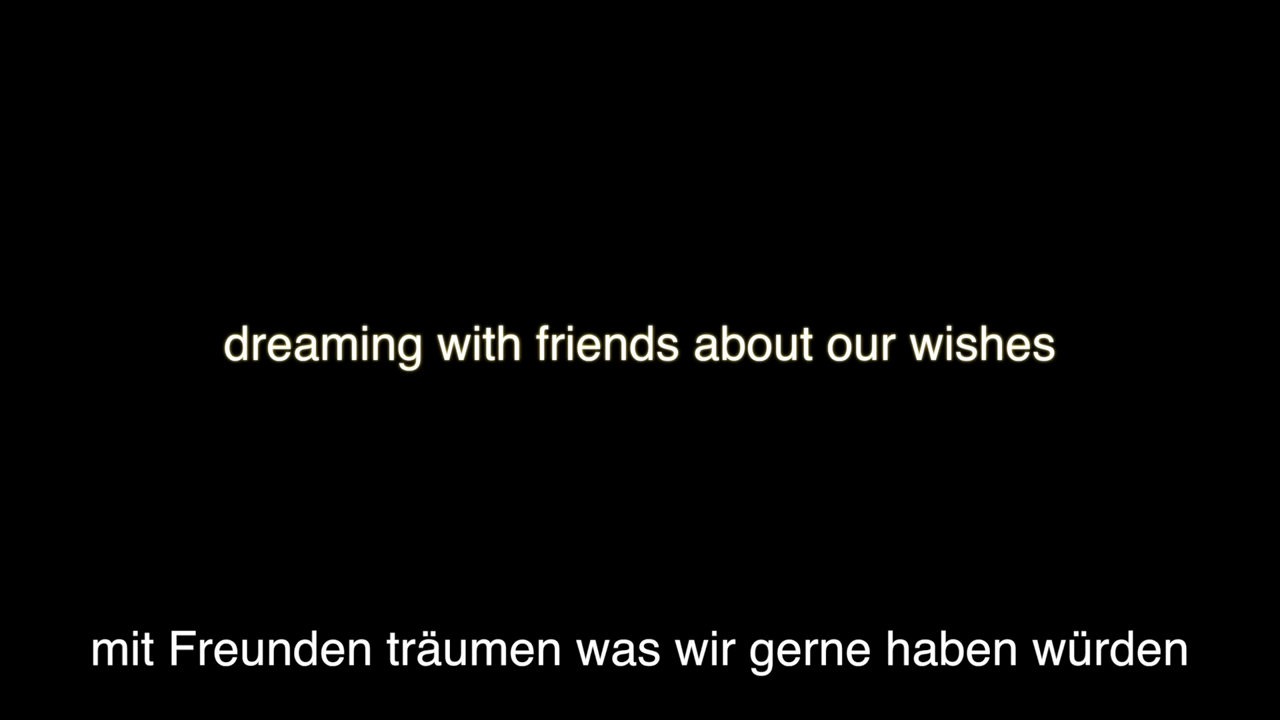 dreaming with friends about our wishes
mit Freunden träumen was wir gerne haben würden